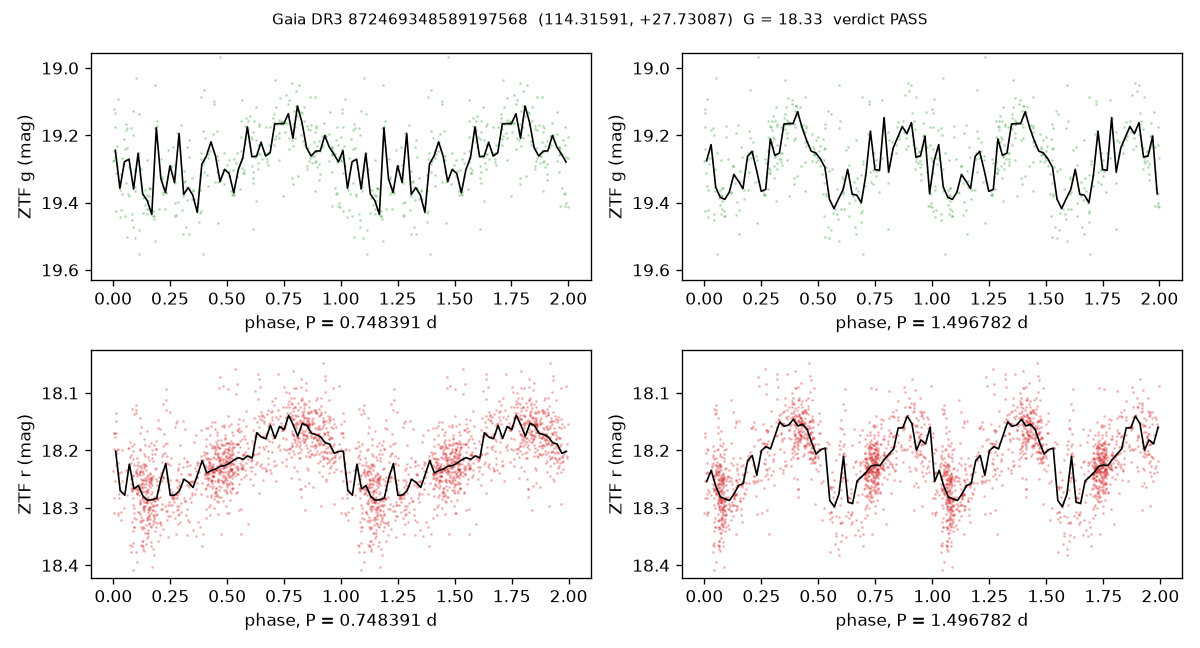 Gaia DR3 872469348589197568 (114.31591, +27.73087) G = 18.33 verdict PASS
ZTF g (mag)
19.0
19.2
19.4
19.6
0.00 0.25 0.50 0.75 1.00 1.25 1.50 1.75 2.00
phase, P = 0.748391 d
ZTF g (mag)
19.0
19.2
19.4
19.6
0.00 0.25 0.50 0.75 1.00 1.25 1.50 1.75 2.00
phase, P = 1.496782 d
ZTF r (mag)
18.1
18.2
18.3
18.4
0.00 0.25 0.50 0.75 1.00 1.25 1.50 1.75 2.00
phase, P = 0.748391 d
ZTF r (mag)
18.1
18.2
18.3
18.4
0.00 0.25 0.50 0.75 1.00 1.25 1.50 1.75 2.00
phase, P = 1.496782 d